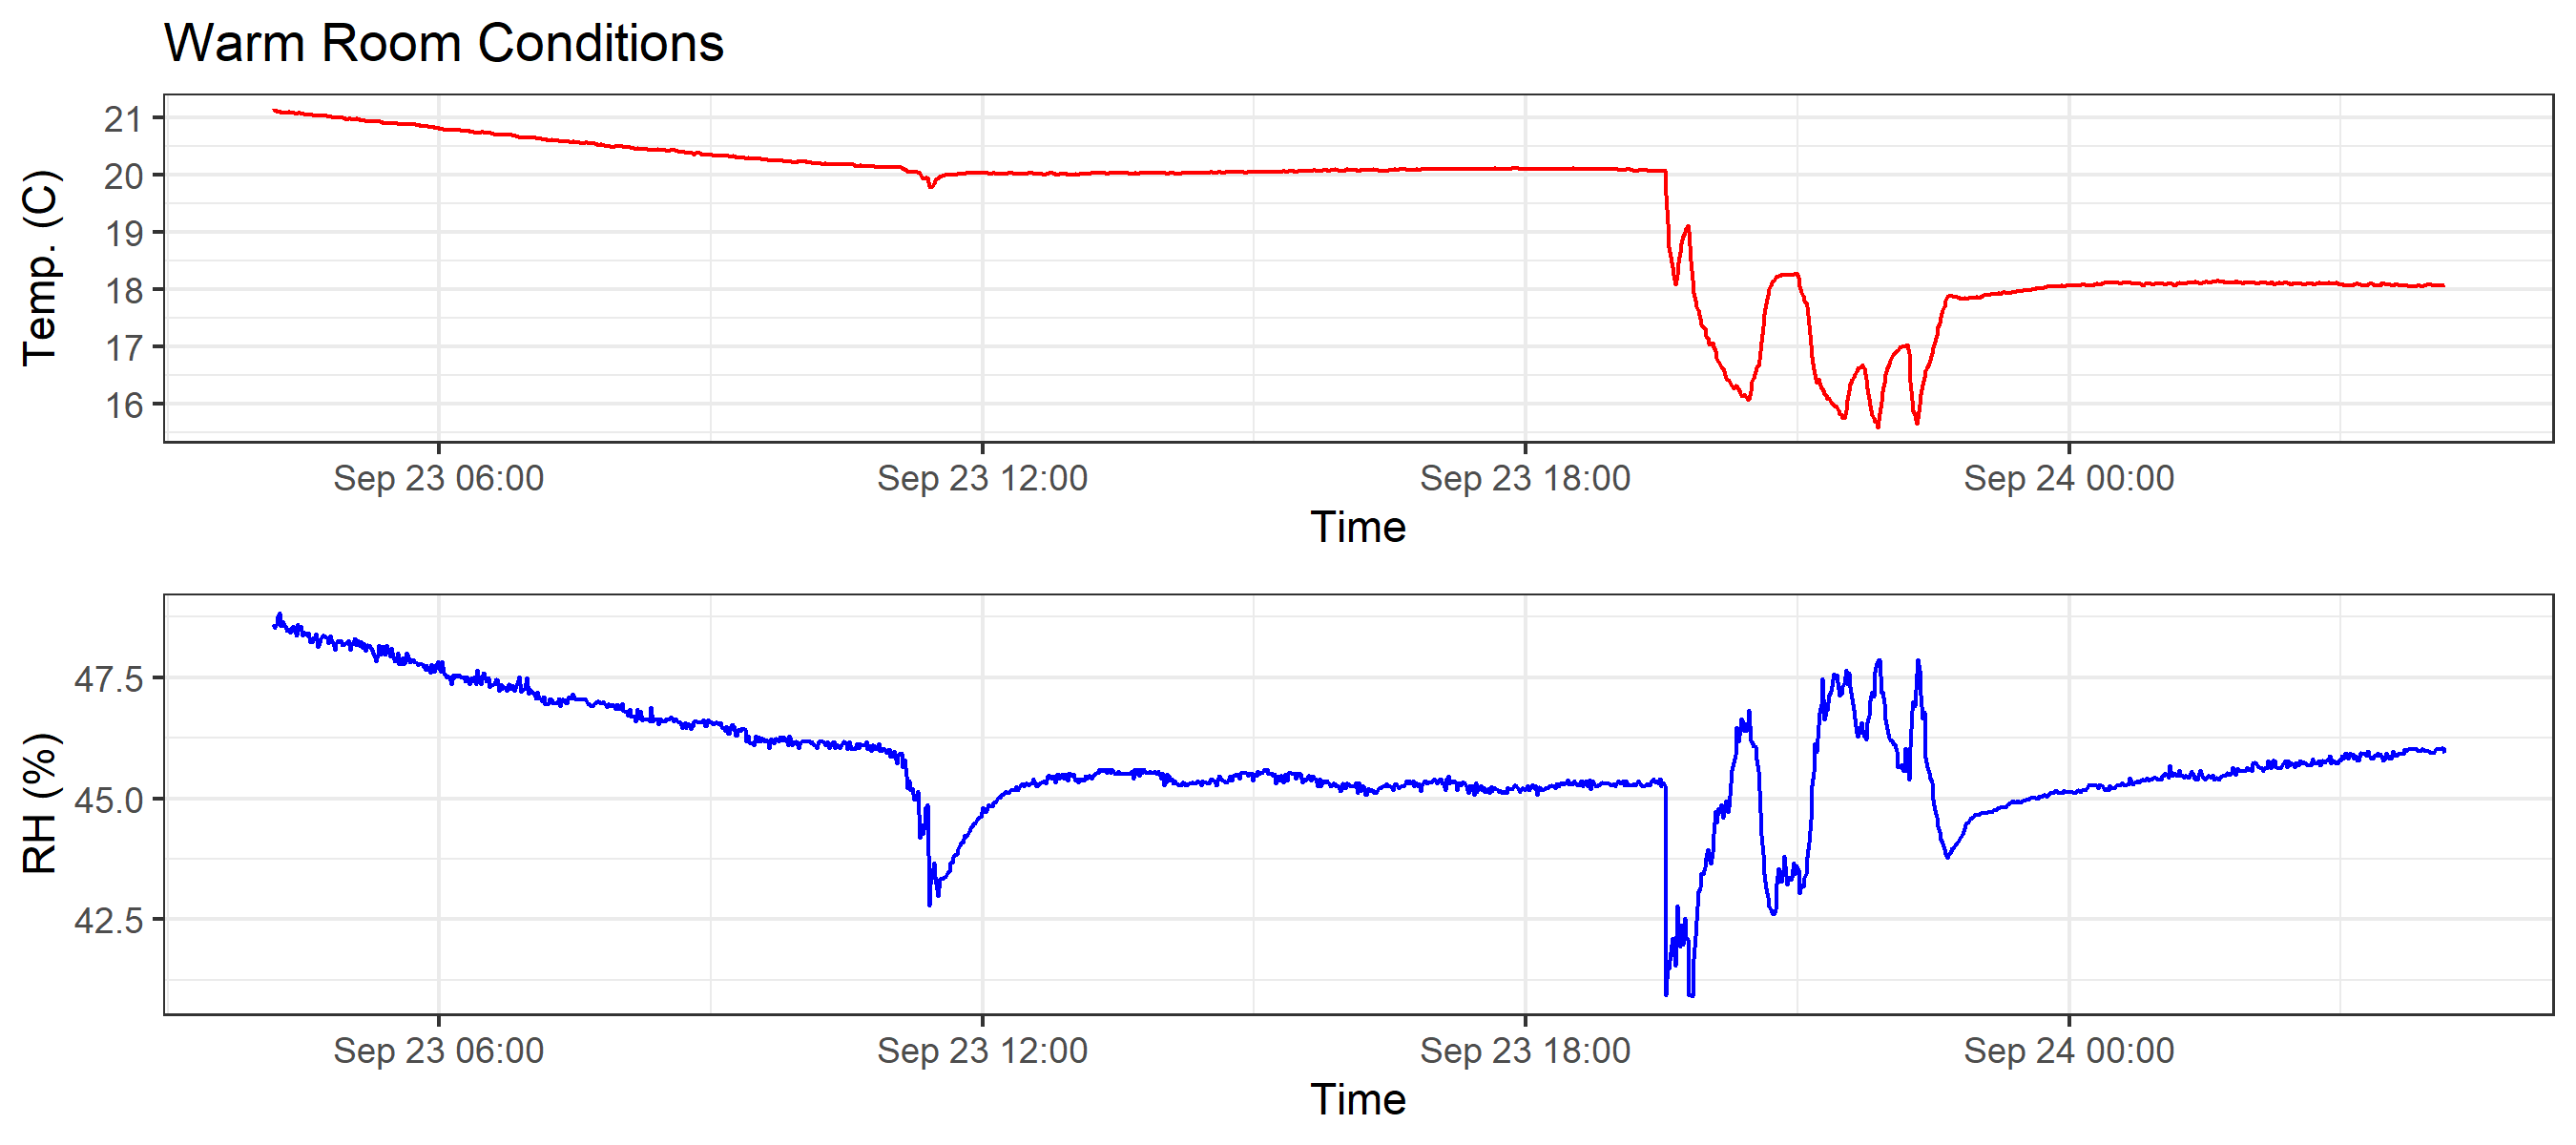 Warm Room Conditions
Temp. (C)
21
20
19
18
17
16
Sep 23 06:00 Sep 23 12:00 Sep 23 18:00 Sep 24 00:00
Time
RH (%)
47.5
45.0
42.5
Sep 23 06:00 Sep 23 12:00 Sep 23 18:00 Sep 24 00:00
Time